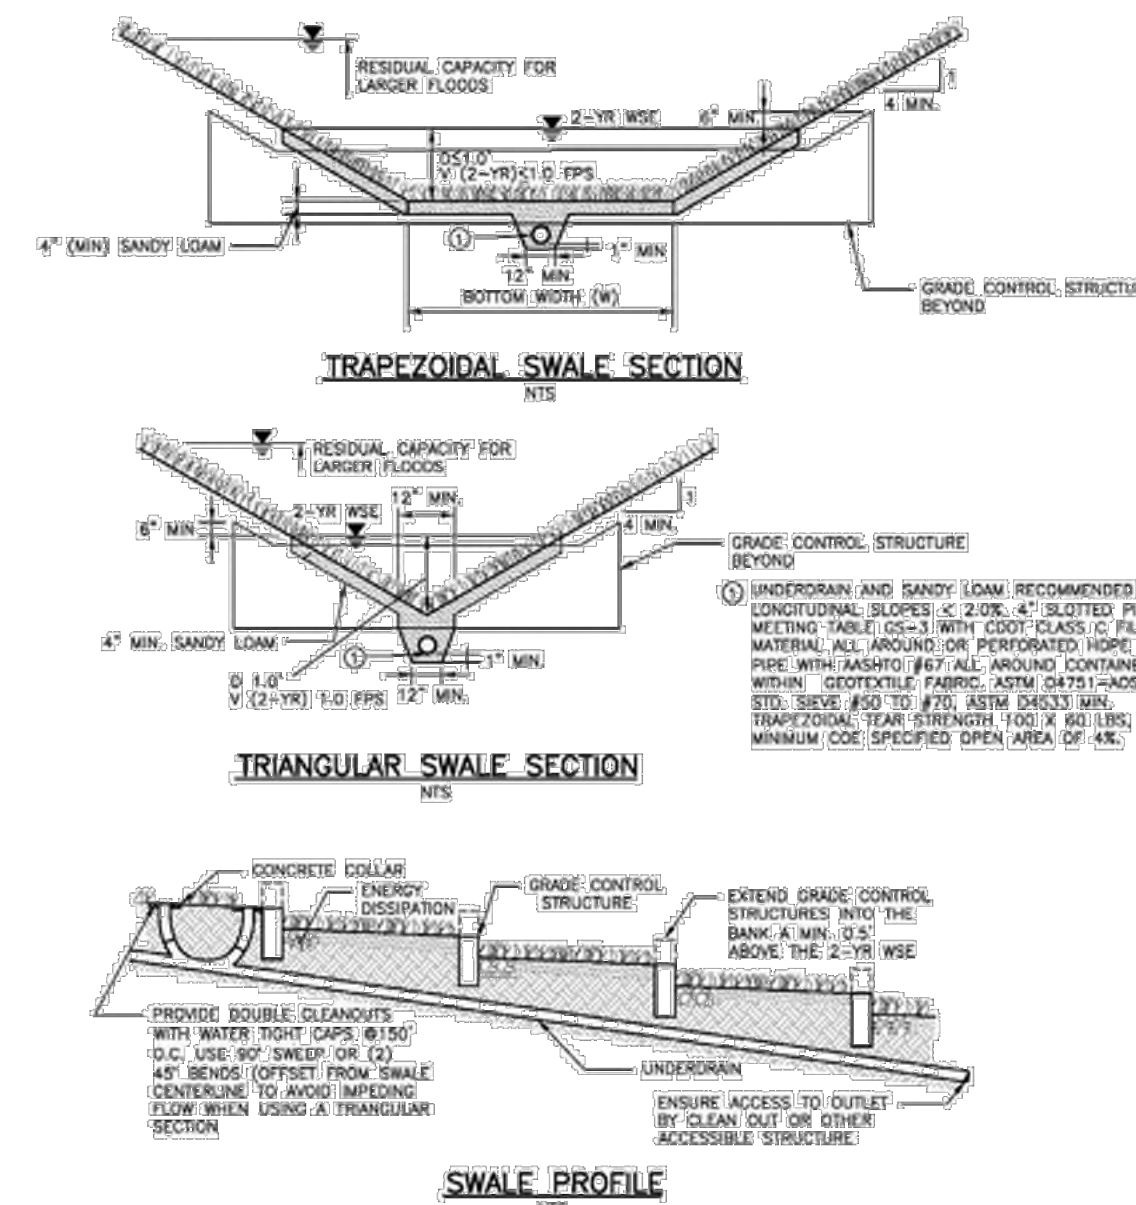 RESIDUAL CAPACITY FOR
LARGER FLOODS
1
4 MIN.
2-YR WSE
6" MIN.
D≤1.0'
V (2-YR)≤1.0 FPS
4" (MIN) SANDY LOAM
1
1" MIN
12" MIN.
BOTTOM WIDTH (W)
GRADE CONTROL STRUCTU
BEYOND
TRAPEZOIDAL SWALE SECTION
NTS
RESIDUAL CAPACITY FOR
LARGER FLOODS
12" MIN.
2-YR WSE
6" MIN
1
4 MIN.
GRADE CONTROL STRUCTURE
BEYOND
4" MIN. SANDY LOAM
1
1" MIN.
D 1.0'
V (2-YR) 1.0 FPS
12" MIN.
1 UNDERDRAIN AND SANDY LOAM RECOMMENDED
LONGITUDINAL SLOPES < 2.0%. 4" SLOTTED PI
MEETING TABLE GS-3 WITH CDOT CLASS C FIL
MATERIAL ALL AROUND OR PERFORATED HDPE
PIPE WITH AASHTO #67 ALL AROUND CONTAINE
WITHIN GEOTEXTILE FABRIC, ASTM D4751-AOS
STD. SIEVE #50 TO #70, ASTM D4533 MIN.
TRAPEZOIDAL TEAR STRENGTH 100 X 60 LBS,
MINIMUM COE SPECIFIED OPEN AREA OF 4%.
TRIANGULAR SWALE SECTION
NTS
CONCRETE COLLAR
ENERGY
DISSIPATION
GRADE CONTROL
STRUCTURE
EXTEND GRADE CONTROL
STRUCTURES INTO THE
BANK A MIN. 0.5'
ABOVE THE 2-YR WSE
PROVIDE DOUBLE CLEANOUTS
WITH WATER TIGHT CAPS @150'
O.C. USE 90° SWEEP OR (2)
45° BENDS (OFFSET FROM SWALE
CENTERLINE TO AVOID IMPEDING
FLOW WHEN USING A TRIANGULAR
SECTION
UNDERDRAIN
ENSURE ACCESS TO OUTLET
BY CLEAN OUT OR OTHER
ACCESSIBLE STRUCTURE
SWALE PROFILE